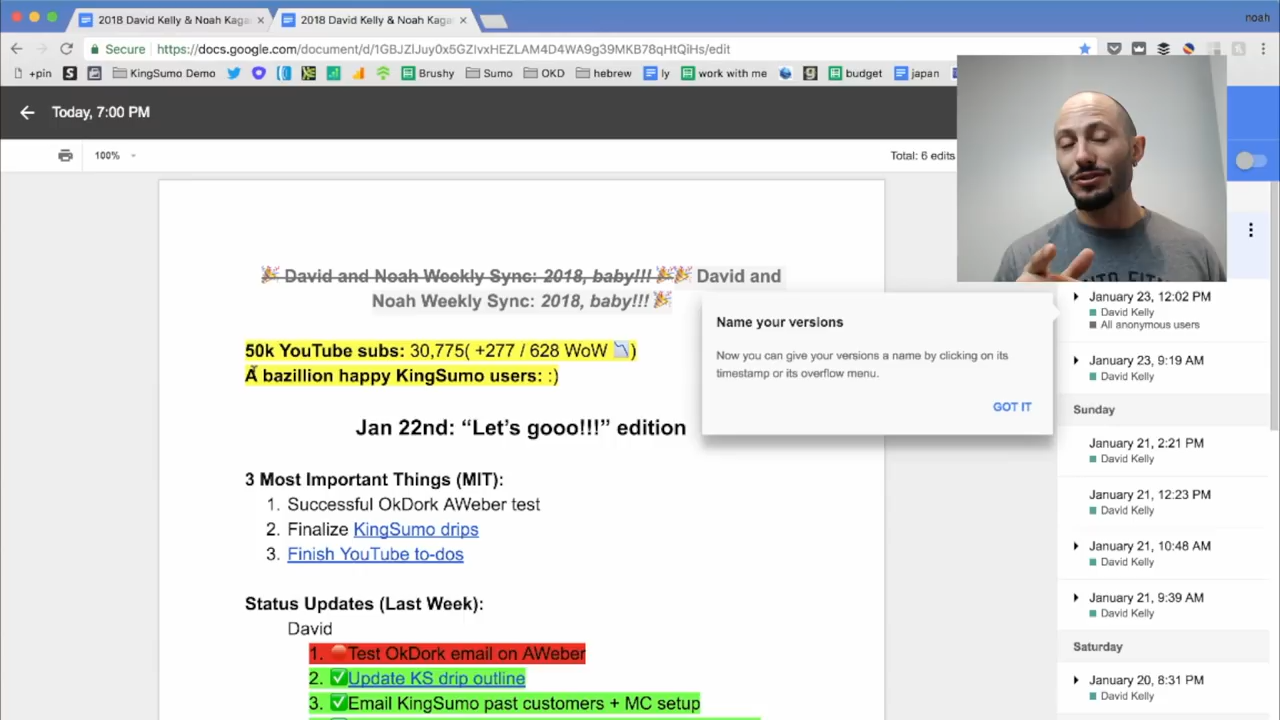 2018 David Kelly & Noah Kaga
2018 David Kelly & Noah Kaga
noah
Secure
https://docs.google.com/document/d/1GBJZlJuy0x5GZIvxHEZLAM4D4WA9g39MKB78qHtQiHs/edit
+pin
KingSumo Demo
Brushy
Sumo
OKD
hebrew
ly
work with me
budget
japan
Today, 7:00 PM
100%
Total: 6 edits
🎉 David and Noah Weekly Sync: 2018, baby!!! 🎉🎉 David and
Noah Weekly Sync: 2018, baby!!! 🎉
50k YouTube subs: 30,775( +277 / 628 WoW 📉)
A bazillion happy KingSumo users: :)
Jan 22nd: “Let’s gooo!!!” edition
3 Most Important Things (MIT):
1. Successful OkDork AWeber test
2. Finalize KingSumo drips
3. Finish YouTube to-dos
Status Updates (Last Week):
David
1. 🔴Test OkDork email on AWeber
2. ✅Update KS drip outline
3. ✅Email KingSumo past customers + MC setup
Name your versions
Now you can give your versions a name by clicking on its
timestamp or its overflow menu.
GOT IT
January 23, 12:02 PM
David Kelly
All anonymous users
January 23, 9:19 AM
David Kelly
Sunday
January 21, 2:21 PM
David Kelly
January 21, 12:23 PM
David Kelly
January 21, 10:48 AM
David Kelly
January 21, 9:39 AM
David Kelly
Saturday
January 20, 8:31 PM
David Kelly